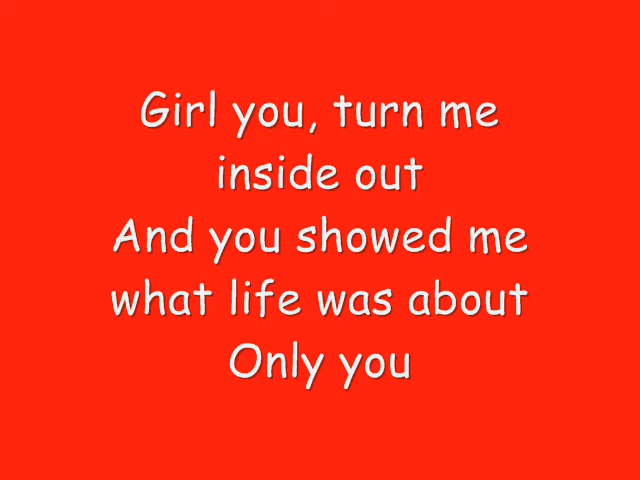 Girl you, turn me
inside out
And you showed me
what life was about
Only you